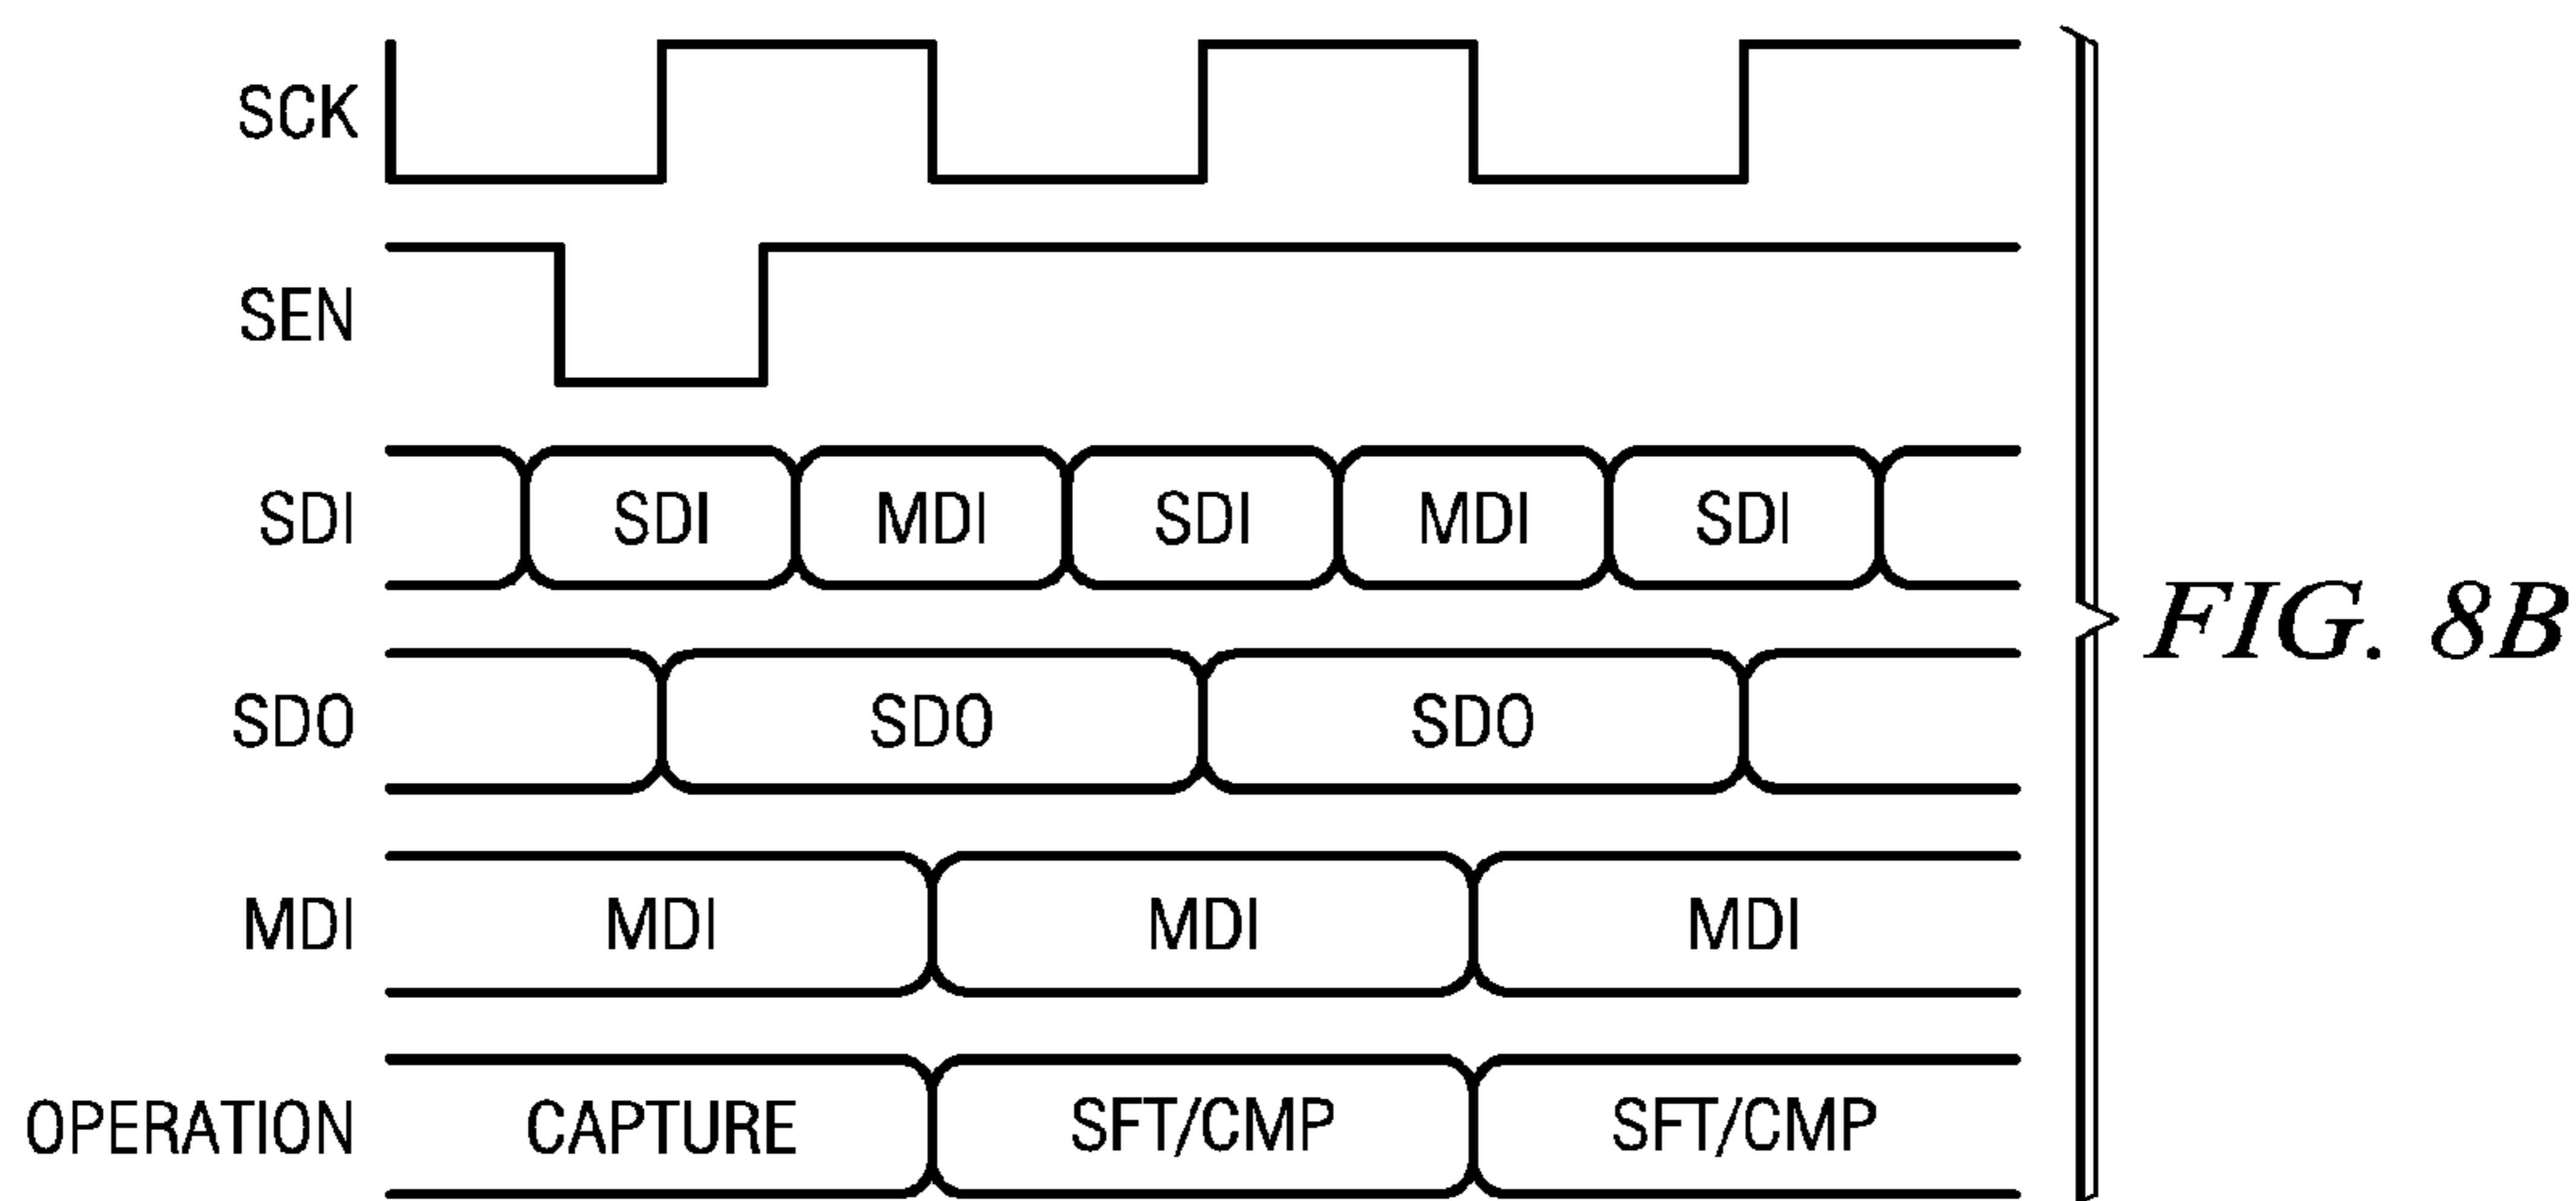 SCK
SEN
SDI SDI MDI SDI MDI SDI
SDO SDO SDO
MDI MDI MDI MDI
OPERATION CAPTURE SFT/CMP SFT/CMP
FIG. 8B